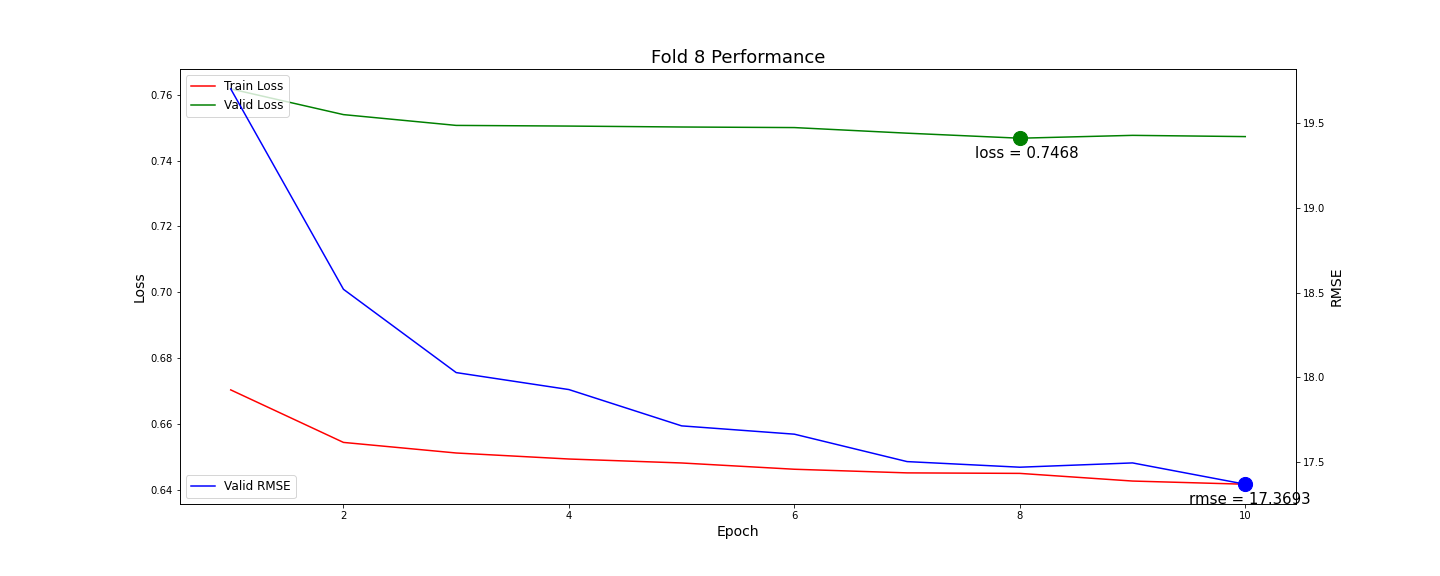 Fold 8 Performance
Train Loss
Valid Loss
0.76
0.74
0.72
0.70
0.68
0.66
0.64
Loss
19.5
19.0
18.5
18.0
17.5
RMSE
loss = 0.7468
Valid RMSE
rmse = 17.3693
2
4
6
8
10
Epoch